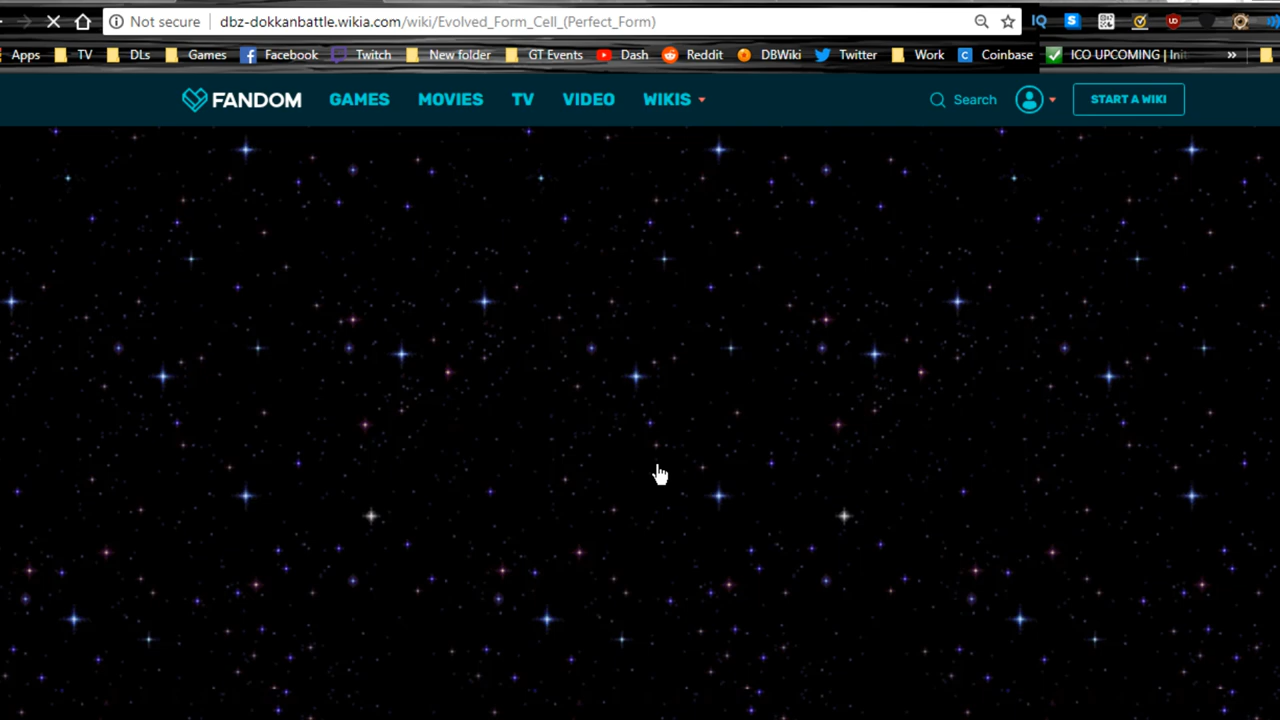 Not secure dbz-dokkanbattle.wikia.com/wiki/Evolved_Form_Cell_(Perfect_Form) IQ
Apps TV DLs Games Facebook Twitch New folder GT Events Dash Reddit DBWiki Twitter Work Coinbase ICO UPCOMING | Init »
FANDOM GAMES MOVIES TV VIDEO WIKIS Search START A WIKI